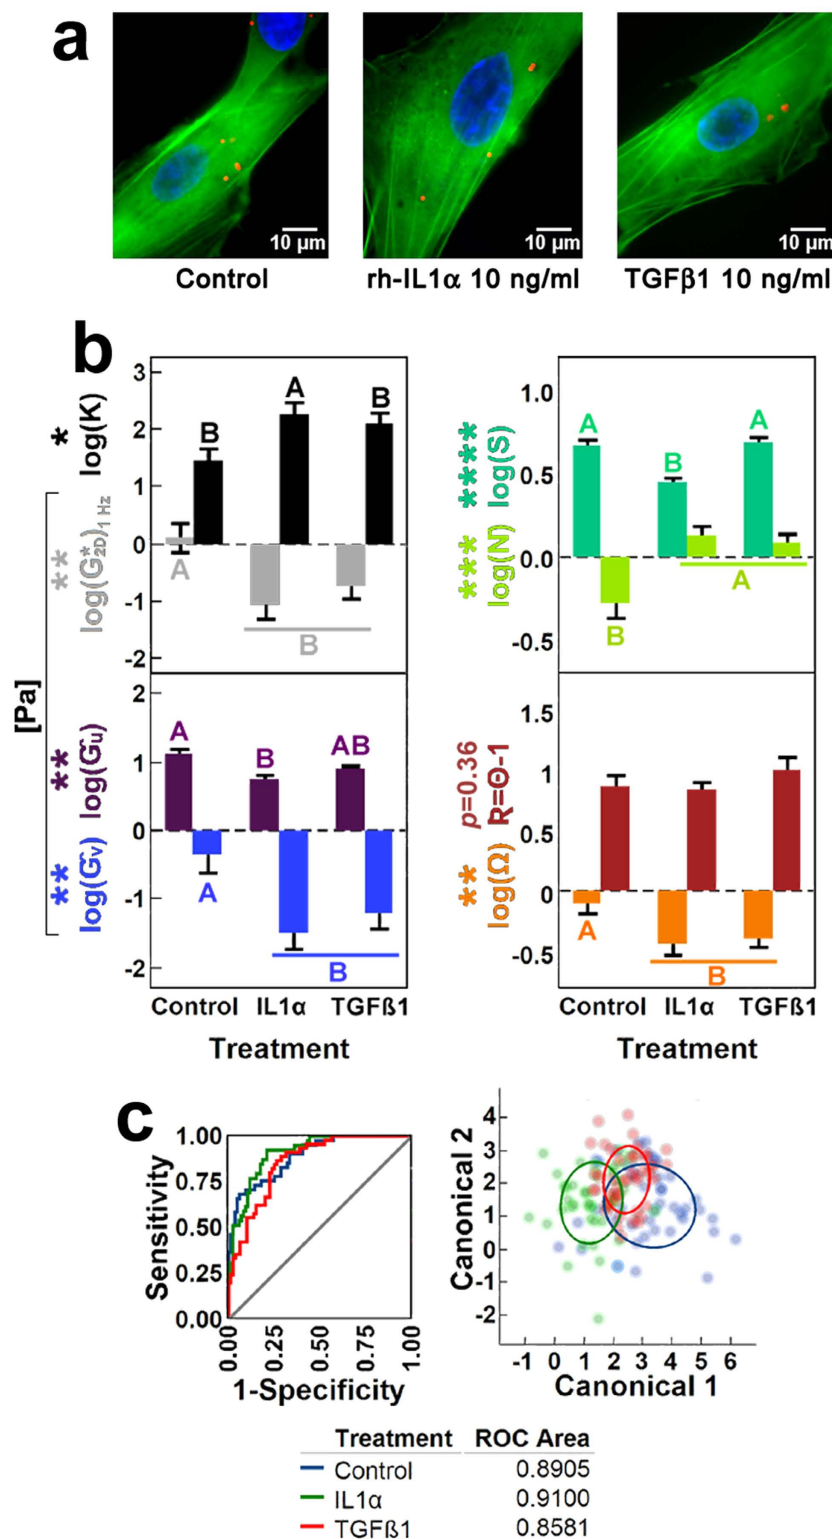 a
10 µm
10 µm
10 µm
Control
rh-IL1α 10 ng/ml
TGFβ1 10 ng/ml
b
[Pa]
* log(K)
** log(G*2D)1 Hz
3
2
1
0
-1
-2
B
A
B
A
B
** log(Gu)
** log(Gv)
2
1
0
-1
-2
A
B
AB
A
B
Control
IL1α
TGFß1
Treatment
**** log(S)
*** log(N)
1.0
0.5
0.0
-0.5
A
B
A
A
B
p=0.36
R=Θ-1
** log(Ω)
1.5
1
0.5
0
-0.5
A
B
Control
IL1α
TGFß1
Treatment
c
Sensitivity
1.00
0.75
0.50
0.25
0.00
0.00
0.25
0.50
0.75
1.00
1-Specificity
Canonical 2
4
3
2
1
0
-1
-2
-1 0 1 2 3 4 5 6
Canonical 1
Treatment ROC Area
Control 0.8905
IL1α 0.9100
TGFß1 0.8581